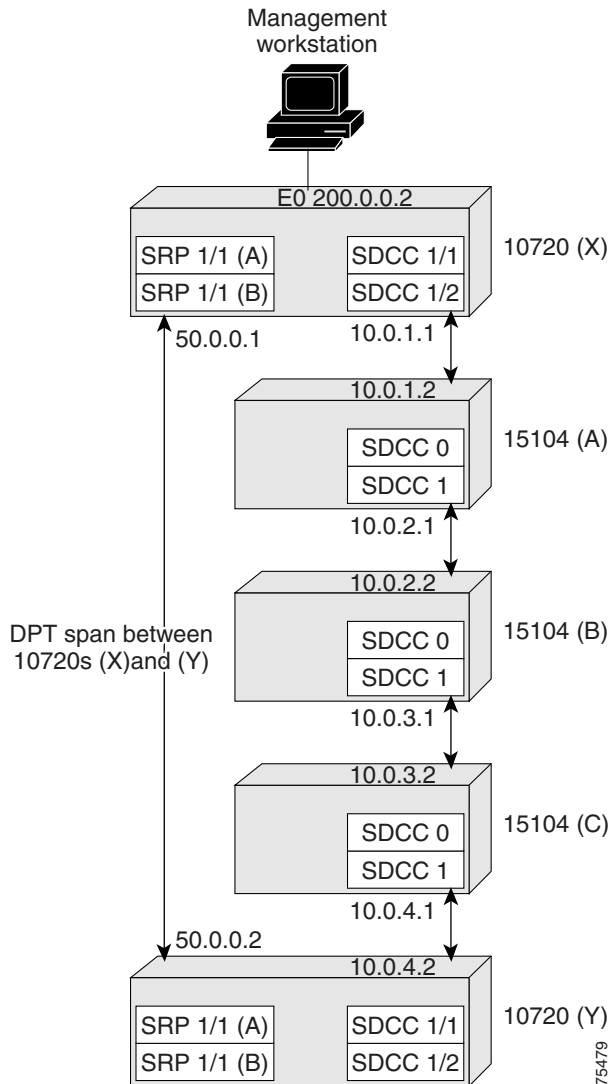 Management
workstation
E0 200.0.0.2
SRP 1/1 (A)
SDCC 1/1
10720 (X)
SRP 1/1 (B)
SDCC 1/2
50.0.0.1
10.0.1.1
10.0.1.2
15104 (A)
SDCC 0
SDCC 1
10.0.2.1
10.0.2.2
15104 (B)
SDCC 0
SDCC 1
DPT span between
10720s (X)and (Y)
10.0.3.1
10.0.3.2
15104 (C)
SDCC 0
SDCC 1
10.0.4.1
50.0.0.2
10.0.4.2
SRP 1/1 (A)
SDCC 1/1
10720 (Y)
SRP 1/1 (B)
SDCC 1/2
75479